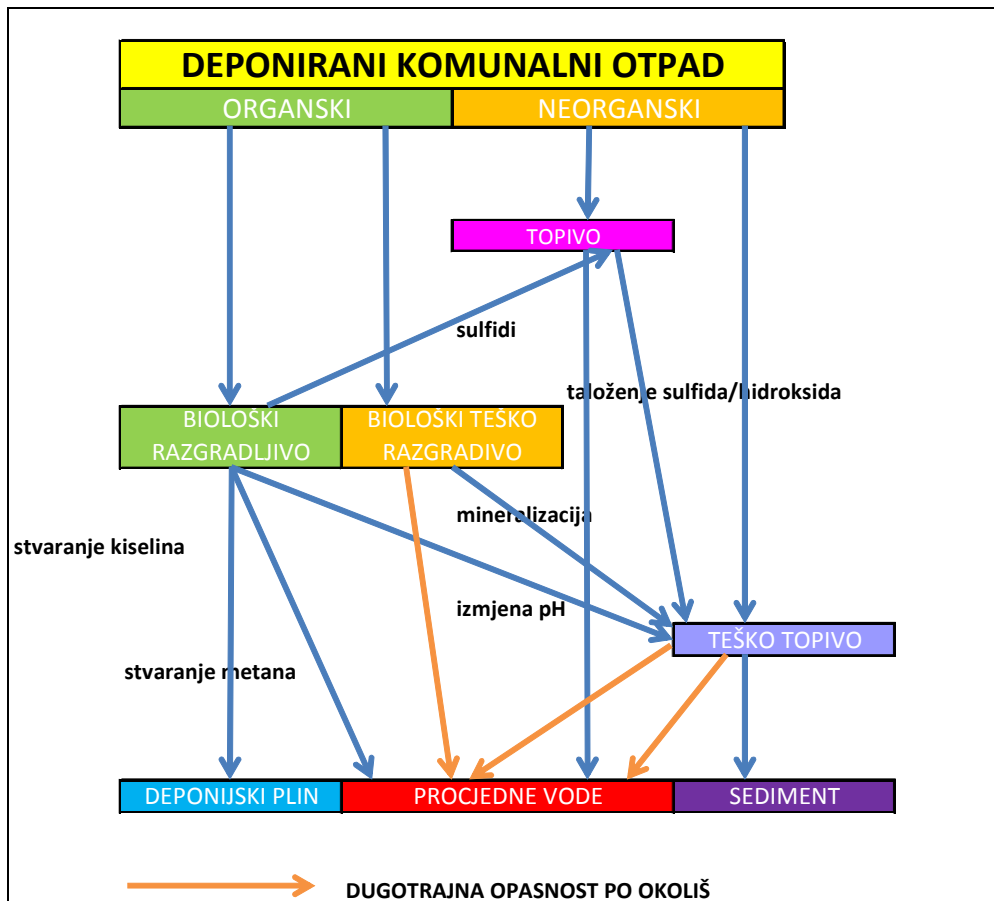 DEPONIRANI KOMUNALNI OTPAD
ORGANSKI
NEORGANSKI
TOPIVO
sulfidi
taloženje sulfida/hidroksida
BIOLOŠKI
RAZGRADLJIVO
BIOLOŠKI TEŠKO
RAZGRADIVO
mineralizacija
stvaranje kiselina
izmjena pH
TEŠKO TOPIVO
stvaranje metana
DEPONIJSKI PLIN
PROCJEDNE VODE
SEDIMENT
DUGOTRAJNA OPASNOST PO OKOLIŠ